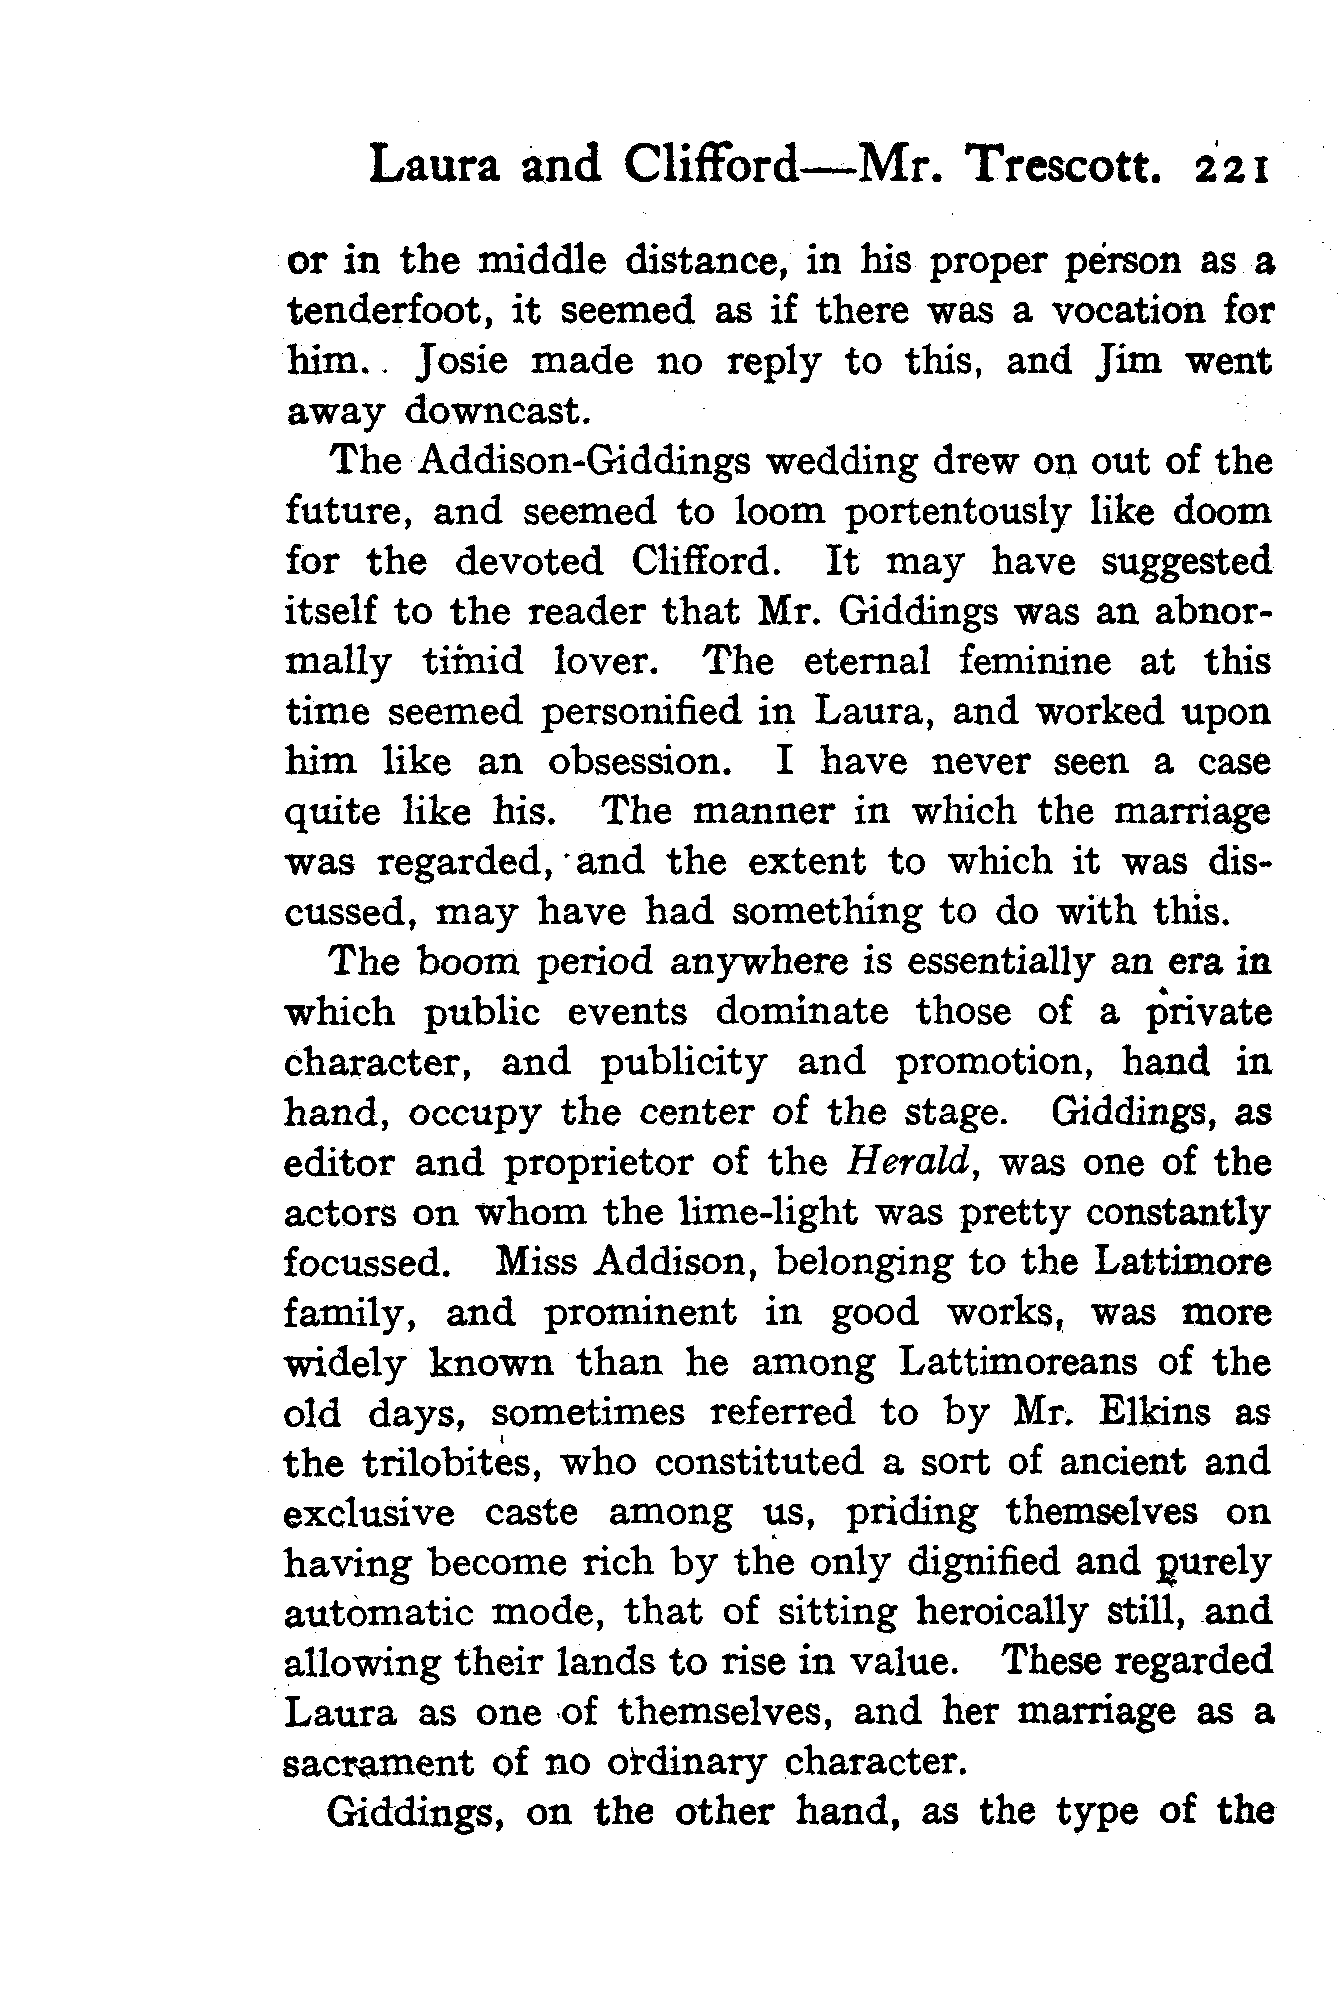 Laura and Clifford—Mr. Trescott. 221
or in the middle distance, in his proper person as a
tenderfoot, it seemed as if there was a vocation for
him. . Josie made no reply to this, and Jim went
away downcast.
The Addison-Giddings wedding drew on out of the
future, and seemed to loom portentously like doom
for the devoted Clifford. It may have suggested
itself to the reader that Mr. Giddings was an abnor-
mally timid lover. The eternal feminine at this
time seemed personified in Laura, and worked upon
him like an obsession. I have never seen a case
quite like his. The manner in which the marriage
was regarded, and the extent to which it was dis-
cussed, may have had something to do with this.
The boom period anywhere is essentially an era in
which public events dominate those of a private
character, and publicity and promotion, hand in
hand, occupy the center of the stage. Giddings, as
editor and proprietor of the Herald, was one of the
actors on whom the lime-light was pretty constantly
focussed. Miss Addison, belonging to the Lattimore
family, and prominent in good works, was more
widely known than he among Lattimoreans of the
old days, sometimes referred to by Mr. Elkins as
the trilobites, who constituted a sort of ancient and
exclusive caste among us, priding themselves on
having become rich by the only dignified and purely
automatic mode, that of sitting heroically still, and
allowing their lands to rise in value. These regarded
Laura as one of themselves, and her marriage as a
sacrament of no ordinary character.
Giddings, on the other hand, as the type of the